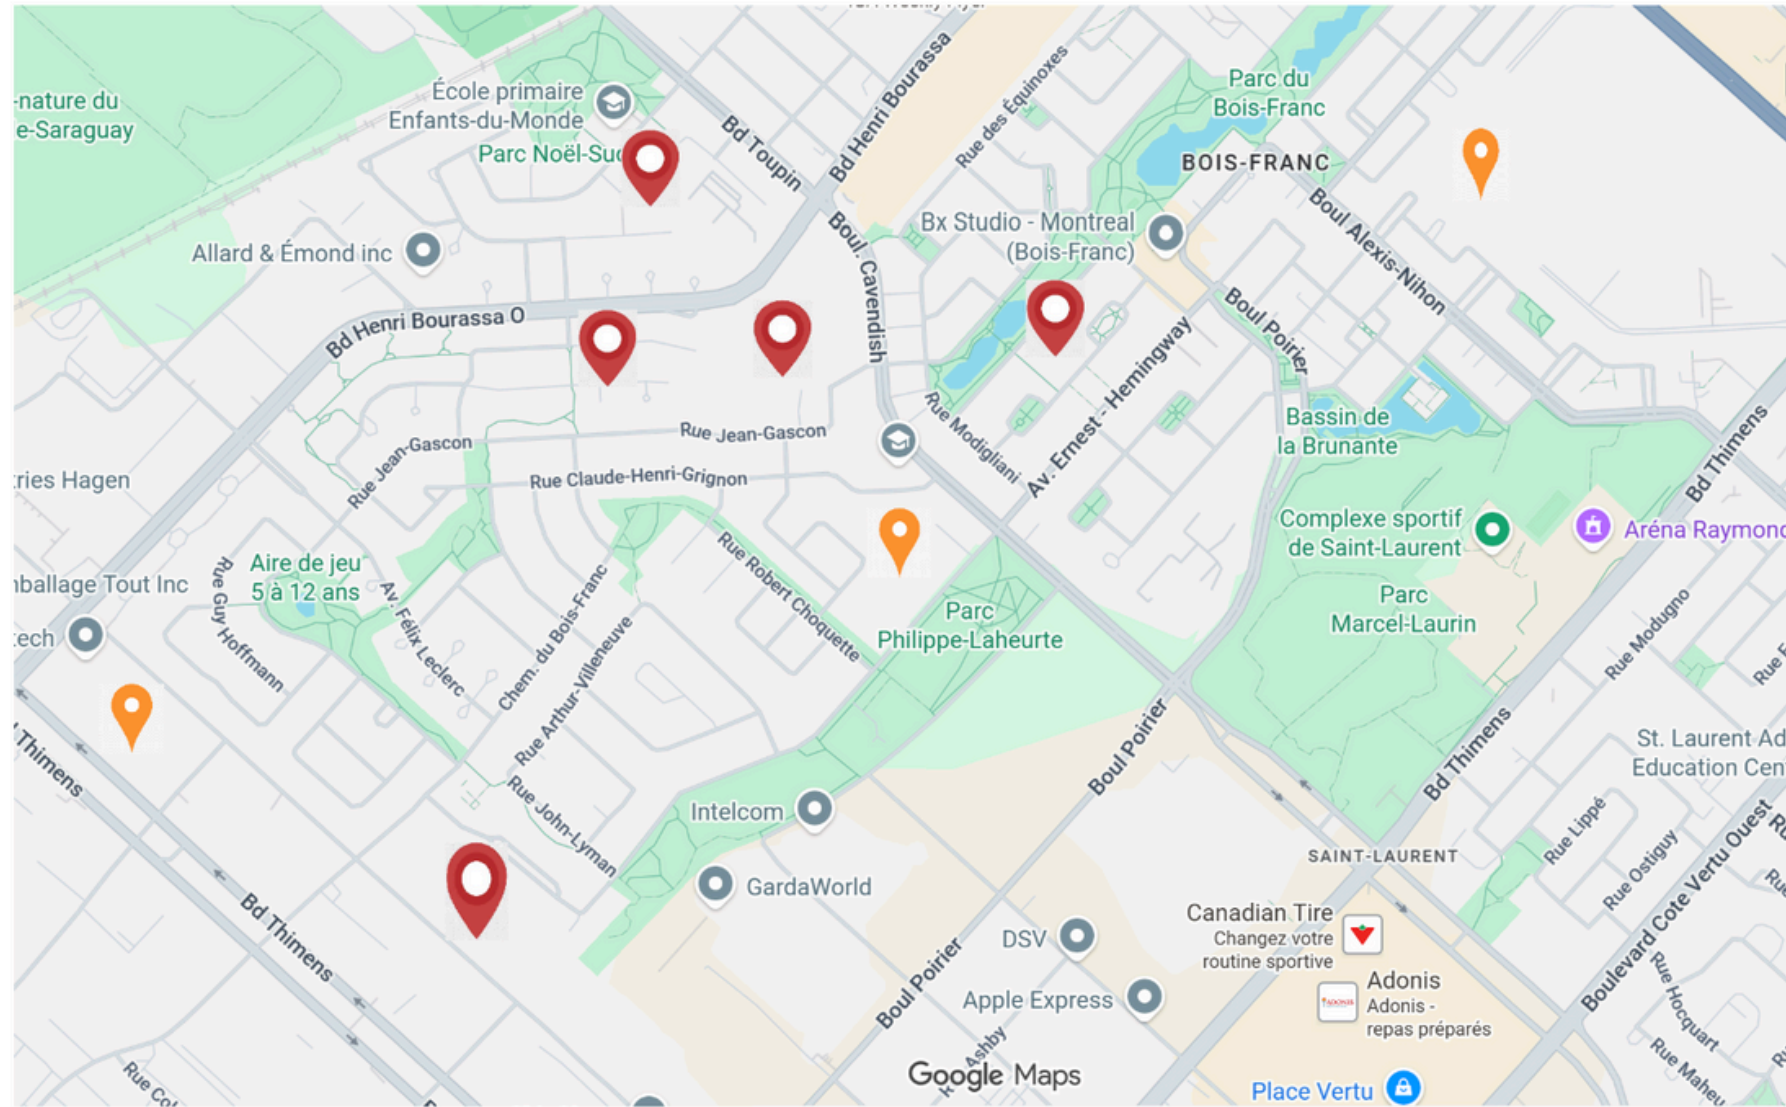 -nature du
e-Saraguay
École primaire
Enfants-du-Monde
Parc Noël-Sud
Bd Toupin
Bd Henri Bourassa
Rue des Équinoxes
Parc du
Bois-Franc
BOIS-FRANC
Allard & Émond inc
Boul. Cavendish
Bx Studio - Montreal
(Bois-Franc)
Boul Alexis-Nihon
Bd Henri Bourassa O
Boul Poirier
Rue Jean-Gascon
Rue Jean-Gascon
Rue Modigliani
Av. Ernest - Hemingway
Bassin de
la Brunante
Bd Thimens
tries Hagen
Rue Claude-Henri-Grignon
Complexe sportif
de Saint-Laurent
Aréna Raymond
Aire de jeu
5 à 12 ans
nballage Tout Inc
Rue Guy Hoffmann
Av. Félix Leclerc
Chem. du Bois-Franc
Rue Robert Choquette
Parc
Philippe-Laheurte
Parc
Marcel-Laurin
Rue Modugno
tech
Rue Arthur-Villeneuve
Boul Poirier
Bd Thimens
St. Laurent Ad
Education Cen
Thimens
Rue John-Lyman
Intelcom
Rue Lippé
SAINT-LAURENT
Rue Ostiguy
Boulevard Cote Vertu Ouest
GardaWorld
Bd Thimens
Canadian Tire
Changez votre
routine sportive
DSV
Boul Poirier
Apple Express
Adonis
Adonis -
repas préparés
Rue Hocquart
Rue Maheu
Ashby
Rue Col
Google Maps
Place Vertu